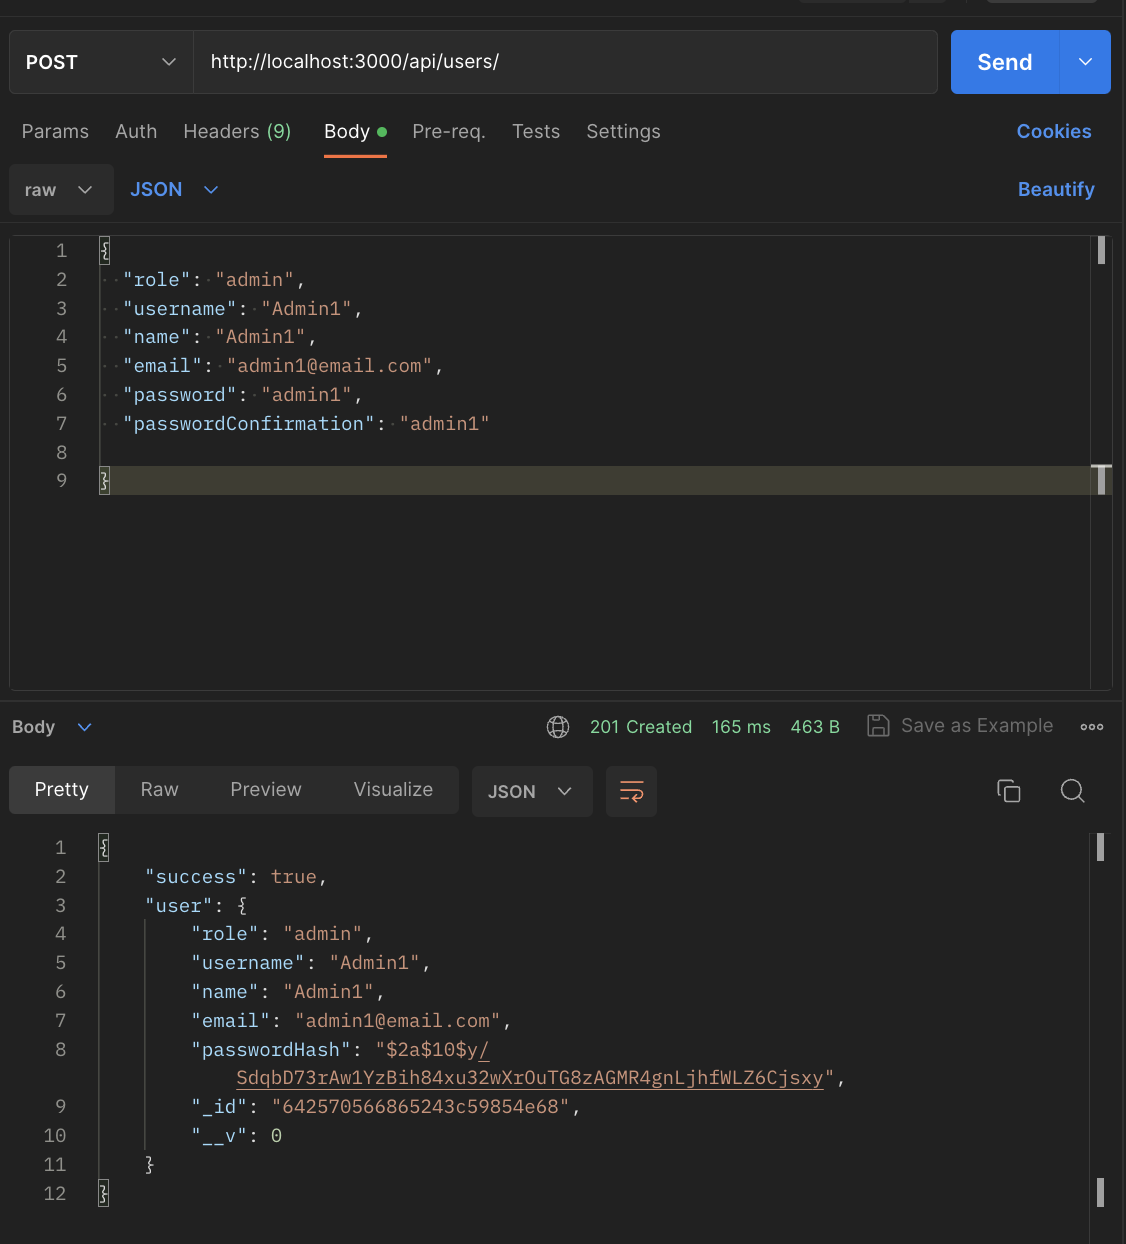 POST http://localhost:3000/api/users/ Send
Params Auth Headers (9) Body Pre-req. Tests Settings Cookies
raw JSON Beautify
1 {
2 "role": "admin",
3 "username": "Admin1",
4 "name": "Admin1",
5 "email": "admin1@email.com",
6 "password": "admin1",
7 "passwordConfirmation": "admin1"
8
9 }
Body 201 Created 165 ms 463 B Save as Example
Pretty Raw Preview Visualize JSON
1 {
2 "success": true,
3 "user": {
4 "role": "admin",
5 "username": "Admin1",
6 "name": "Admin1",
7 "email": "admin1@email.com",
8 "passwordHash": "$2a$10$y/
SdqbD73rAw1YzBih84xu32wXrOuTG8zAGMR4gnLjhfWLZ6Cjsxy",
9 "_id": "642570566865243c59854e68",
10 "__v": 0
11 }
12 }